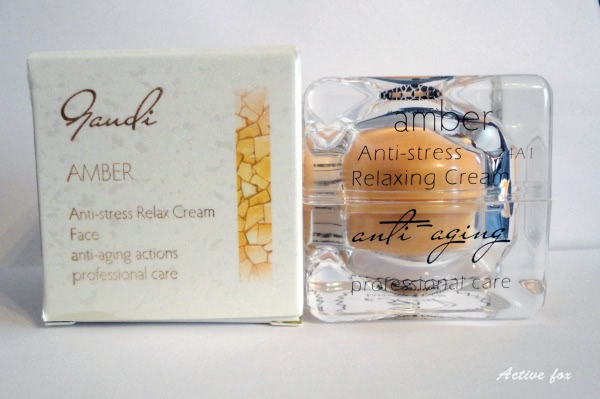 Gaudi
AMBER
Anti-stress Relax Cream
Face
anti-aging actions
professional care
amber
Anti-stress
Relaxing Cream
anti-aging
professional care
Active fox